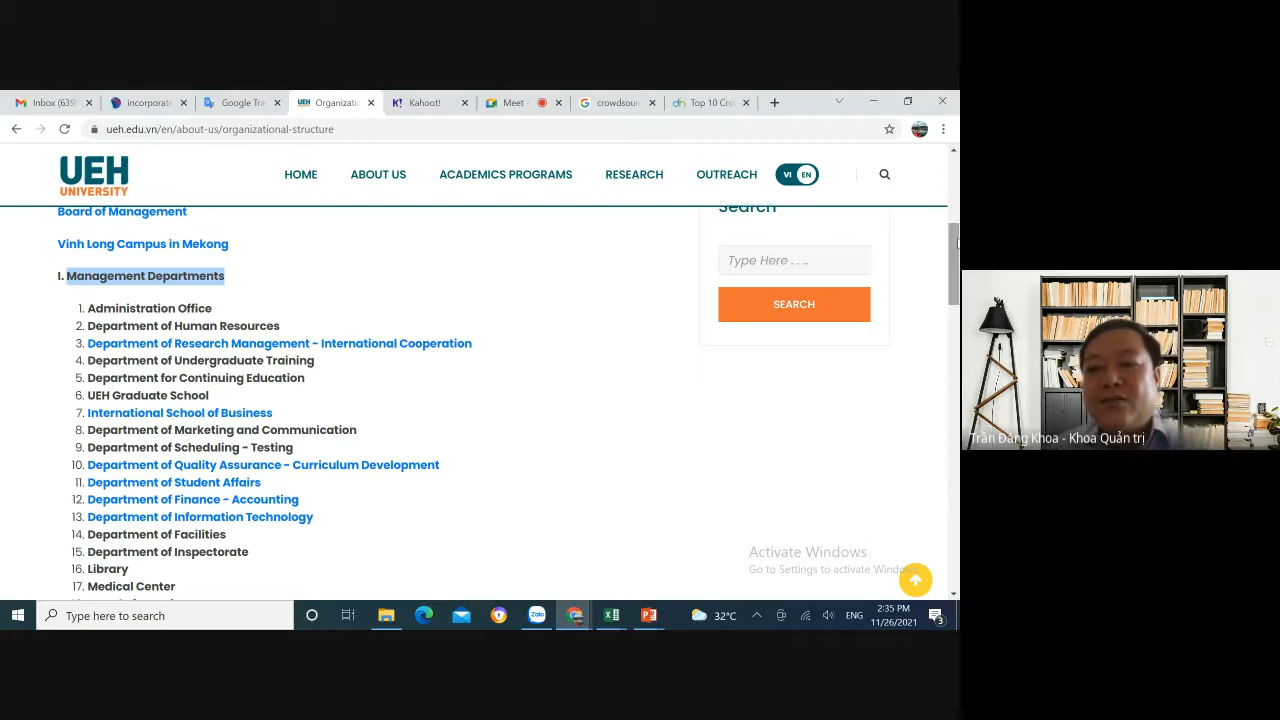 Inbox (639)
incorporate
Google Tra
Organizatio
Kahoot!
Meet -
crowdsour
Top 10 Cro
ueh.edu.vn/en/about-us/organizational-structure
UEH
UNIVERSITY
HOME
ABOUT US
ACADEMICS PROGRAMS
RESEARCH
OUTREACH
VI EN
Board of Management
Vinh Long Campus in Mekong
I. Management Departments
1. Administration Office
2. Department of Human Resources
3. Department of Research Management - International Cooperation
4. Department of Undergraduate Training
5. Department for Continuing Education
6. UEH Graduate School
7. International School of Business
8. Department of Marketing and Communication
9. Department of Scheduling - Testing
10. Department of Quality Assurance - Curriculum Development
11. Department of Student Affairs
12. Department of Finance - Accounting
13. Department of Information Technology
14. Department of Facilities
15. Department of Inspectorate
16. Library
17. Medical Center
Search
Type Here . . ..
SEARCH
Activate Windows
Go to Settings to activate Windows.
Type here to search
Zalo
32°C
ENG
2:35 PM
11/26/2021
3
Trần Đăng Khoa - Khoa Quản trị